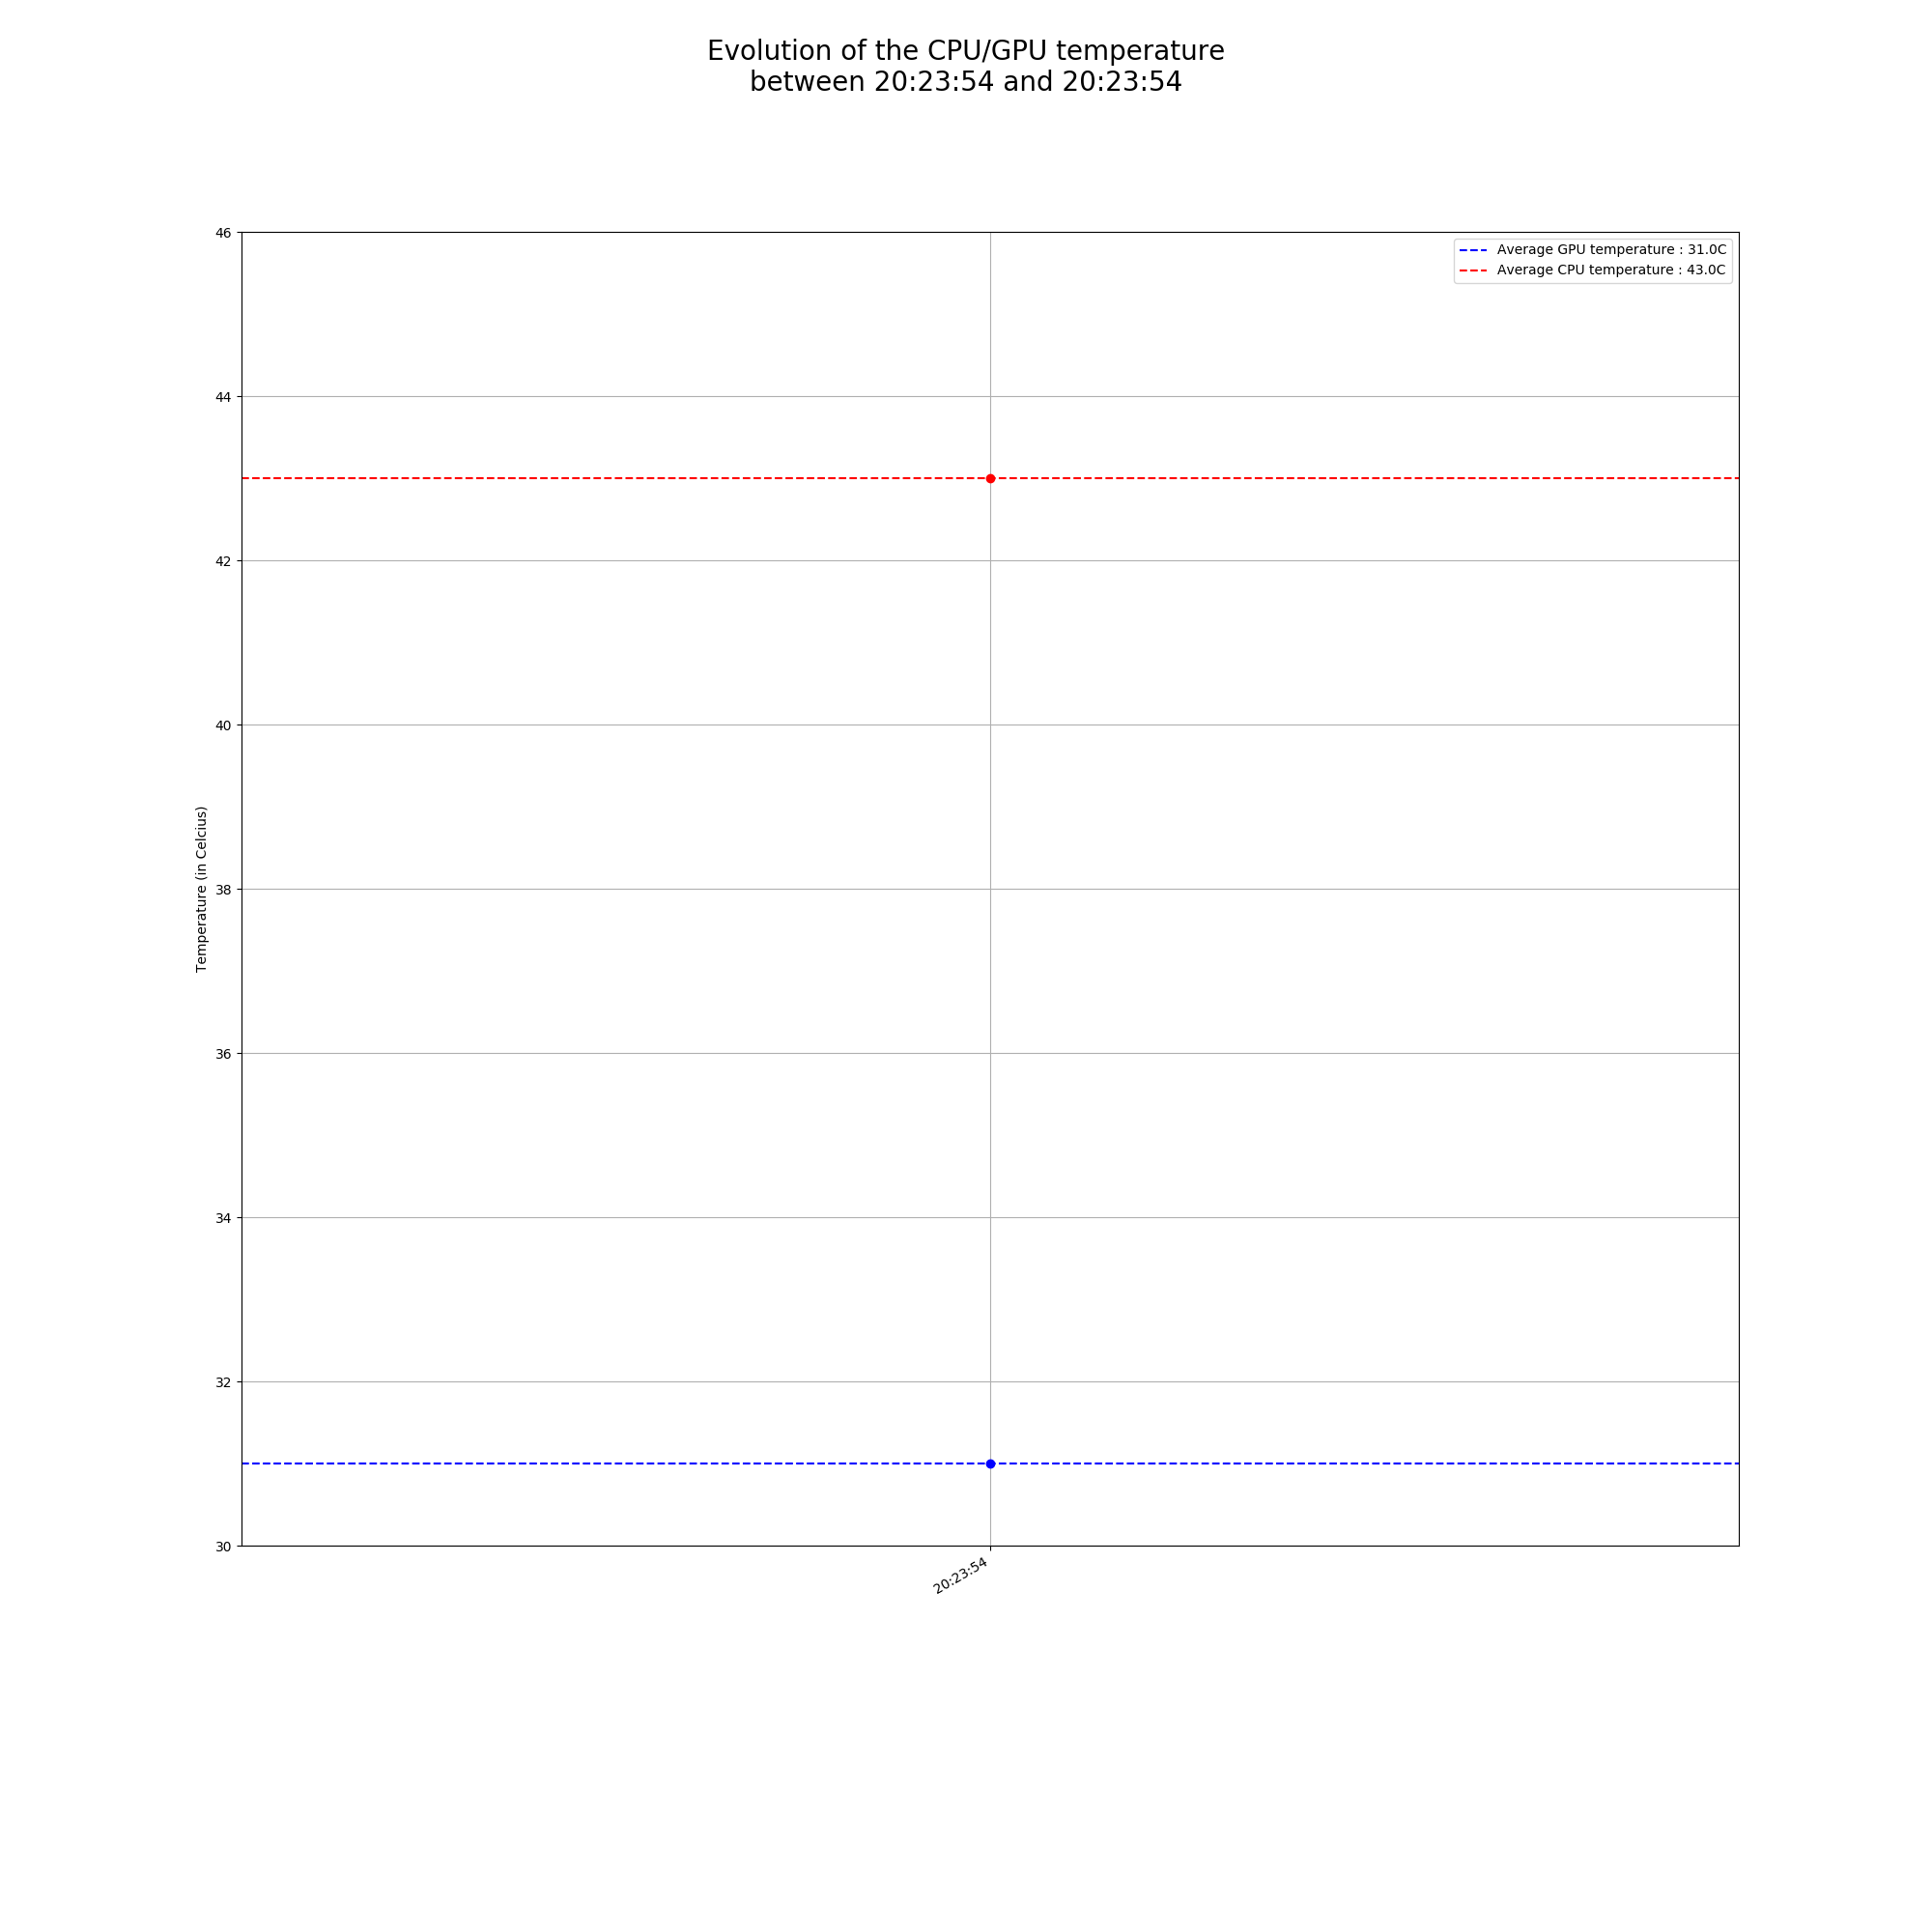 Evolution of the CPU/GPU temperature
between 20:23:54 and 20:23:54
Average GPU temperature : 31.0C
Average CPU temperature : 43.0C
Temperature (in Celcius)
46
44
42
40
38
36
34
32
30
20:23:54